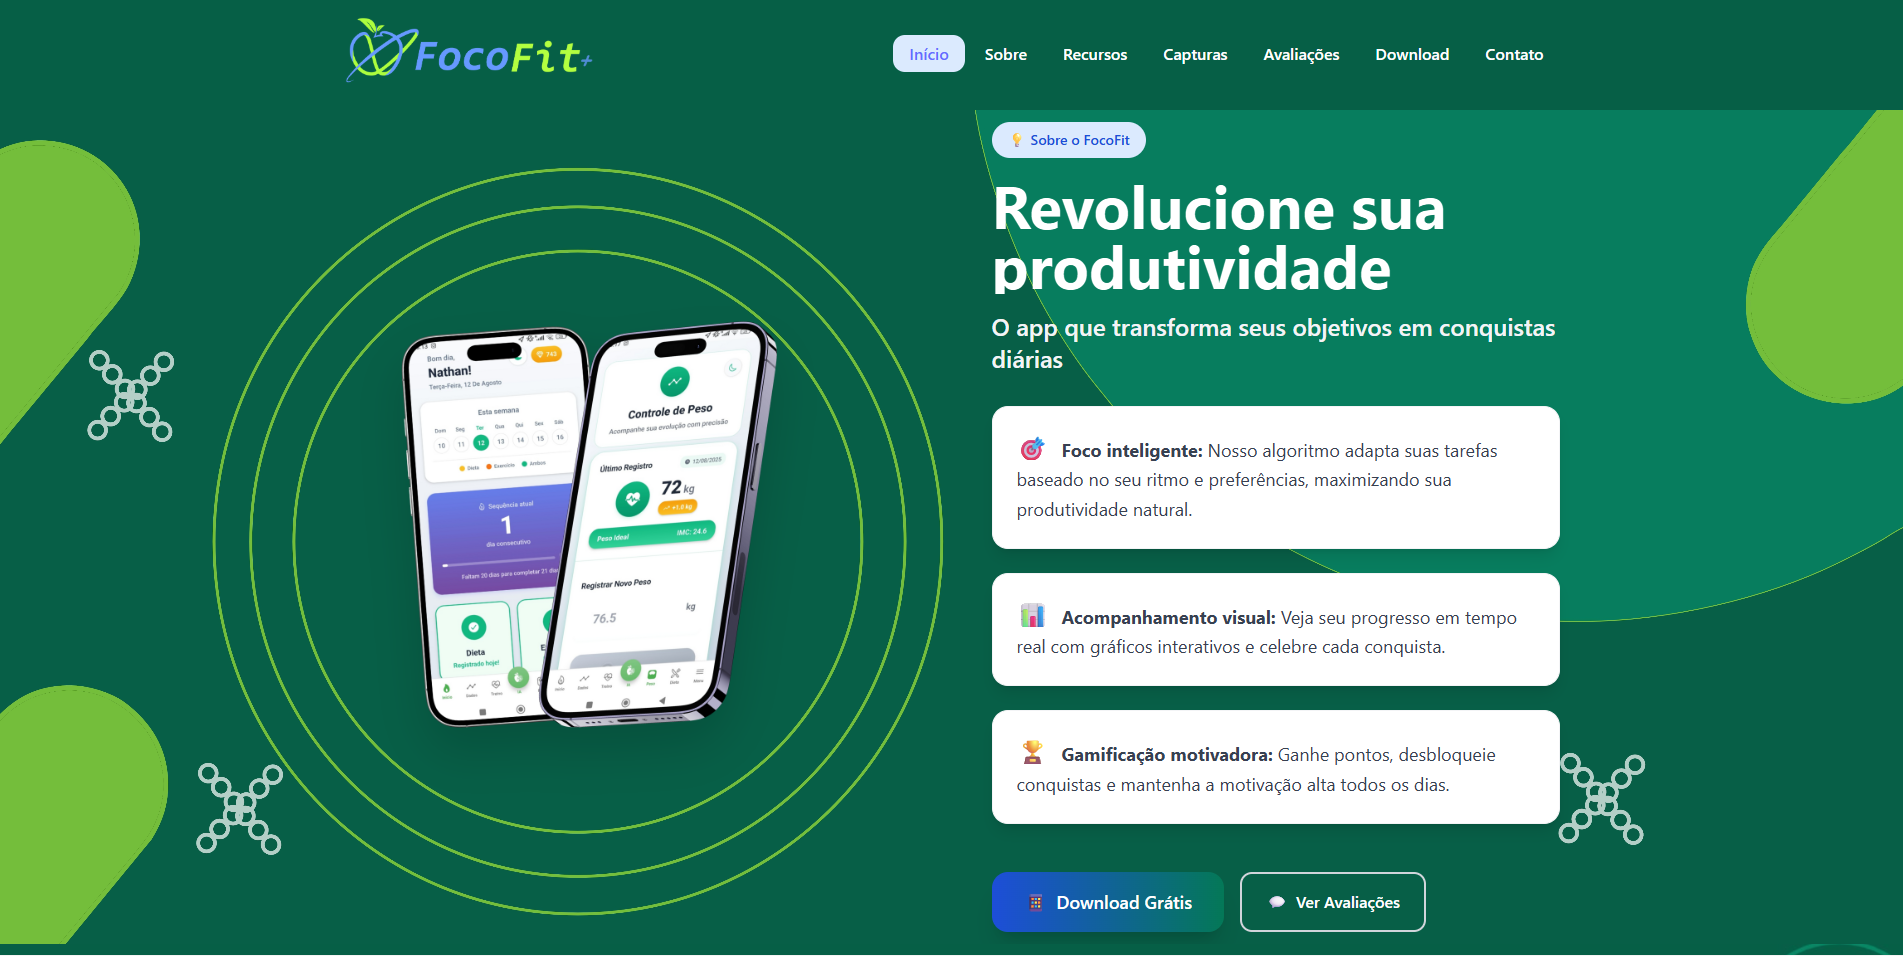 FocoFit+
Início Sobre Recursos Capturas Avaliações Download Contato
Sobre o FocoFit
Revolucione sua
produtividade
O app que transforma seus objetivos em conquistas
diárias
Foco inteligente: Nosso algoritmo adapta suas tarefas
baseado no seu ritmo e preferências, maximizando sua
produtividade natural.
Acompanhamento visual: Veja seu progresso em tempo
real com gráficos interativos e celebre cada conquista.
Gamificação motivadora: Ganhe pontos, desbloqueie
conquistas e mantenha a motivação alta todos os dias.
Download Grátis
Ver Avaliações
Bom dia,
743
Nathan!
Terça-Feira, 12 De Agosto
Esta semana
Dom Seg Ter Qua Qui Sex Sáb
10 11 12 13 14 15 16
Dieta Exercício Ambos
Sequência atual
1
dia consecutivo
Faltam 20 dias para completar 21 dias
Dieta
Registrado hoje!
Controle de Peso
Acompanhe sua evolução com precisão
Último Registro
12/08/2025
72 kg
+1.0 kg
Peso Ideal
IMC: 24.6
Registrar Novo Peso
76.5
kg